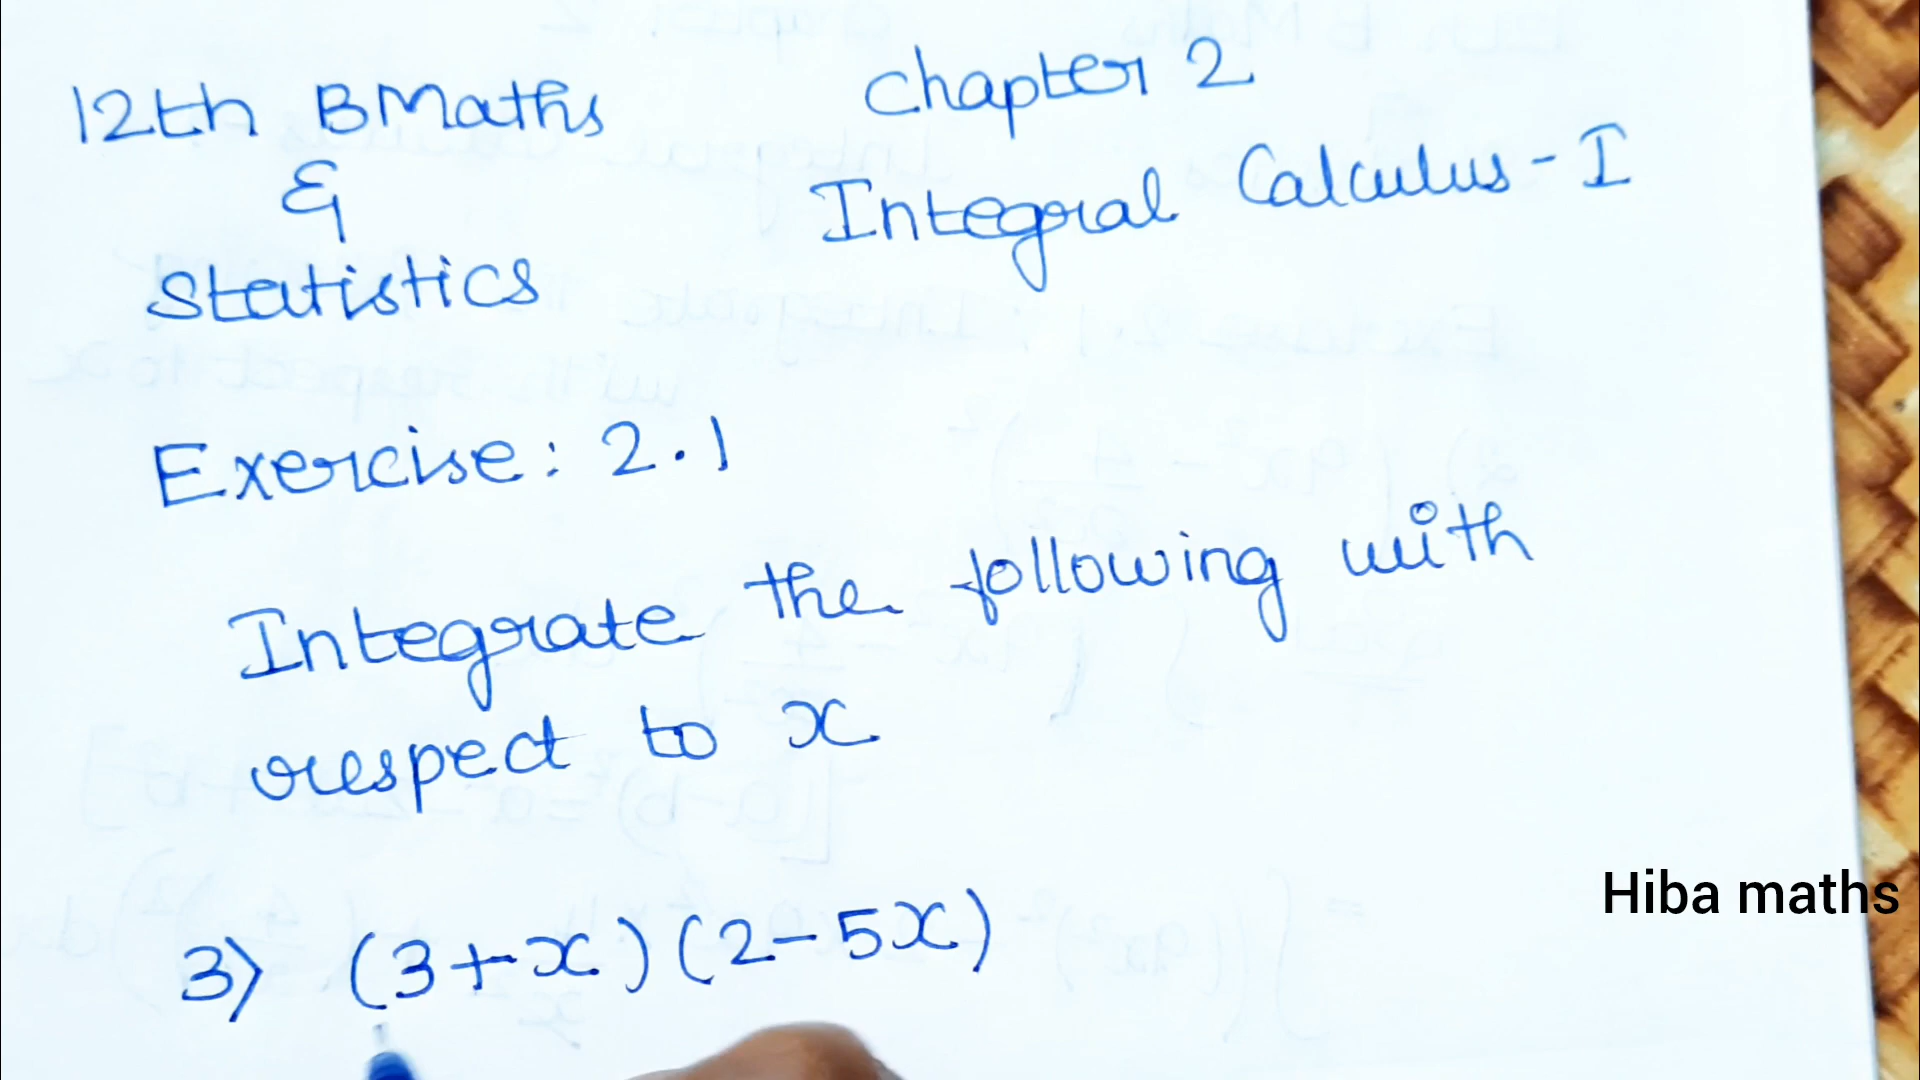 12th BMaths
&
Statistics
Chapter 2
Integral Calculus - I
Exercise: 2.1
Integrate the following with
respect to x
3) (3+x)(2-5x)
Hiba maths